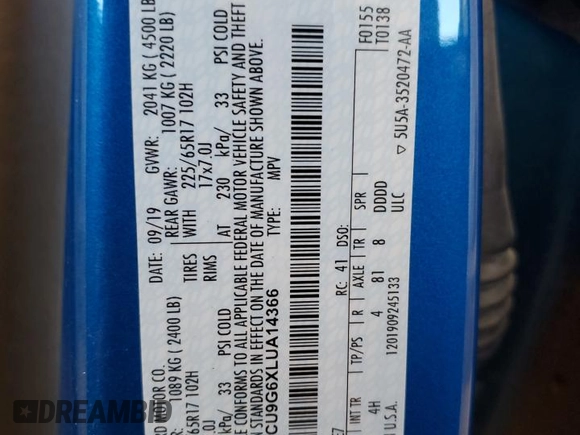 RD MOTOR CO.
DATE: 09/19
GVWR: 2041 KG ( 4500 LB
1089 KG ( 2400 LB)
REAR GAWR: 1007 KG ( 2220 LB)
65R17 102H
TIRES
WITH
225/65R17 102H
.0J
RIMS
17x7.0J
33 PSI COLD
AT 230 kPa/ 33 PSI COLD
LE CONFORMS TO ALL APPLICABLE FEDERAL MOTOR VEHICLE SAFETY AND THEFT
N STANDARDS IN EFFECT ON THE DATE OF MANUFACTURE SHOWN ABOVE.
CU9G6XLUA14366
TYPE: MPV
F0155
T0138
RC: 41 DSO:
INT TR TP/PS R AXLE TR SPR
4H 4 81 8 DDDD
U.S.A. 1201909245133 ULC
▽ 5U5A-3520472-AA
DREAMBID